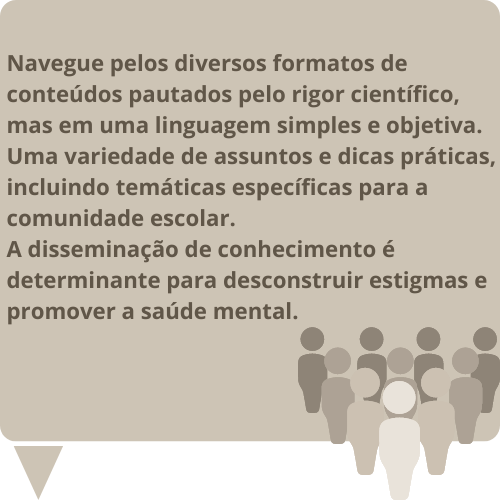 Navegue pelos diversos formatos de
conteúdos pautados pelo rigor científico,
mas em uma linguagem simples e objetiva.
Uma variedade de assuntos e dicas práticas,
incluindo temáticas específicas para a
comunidade escolar.
A disseminação de conhecimento é
determinante para desconstruir estigmas e
promover a saúde mental.